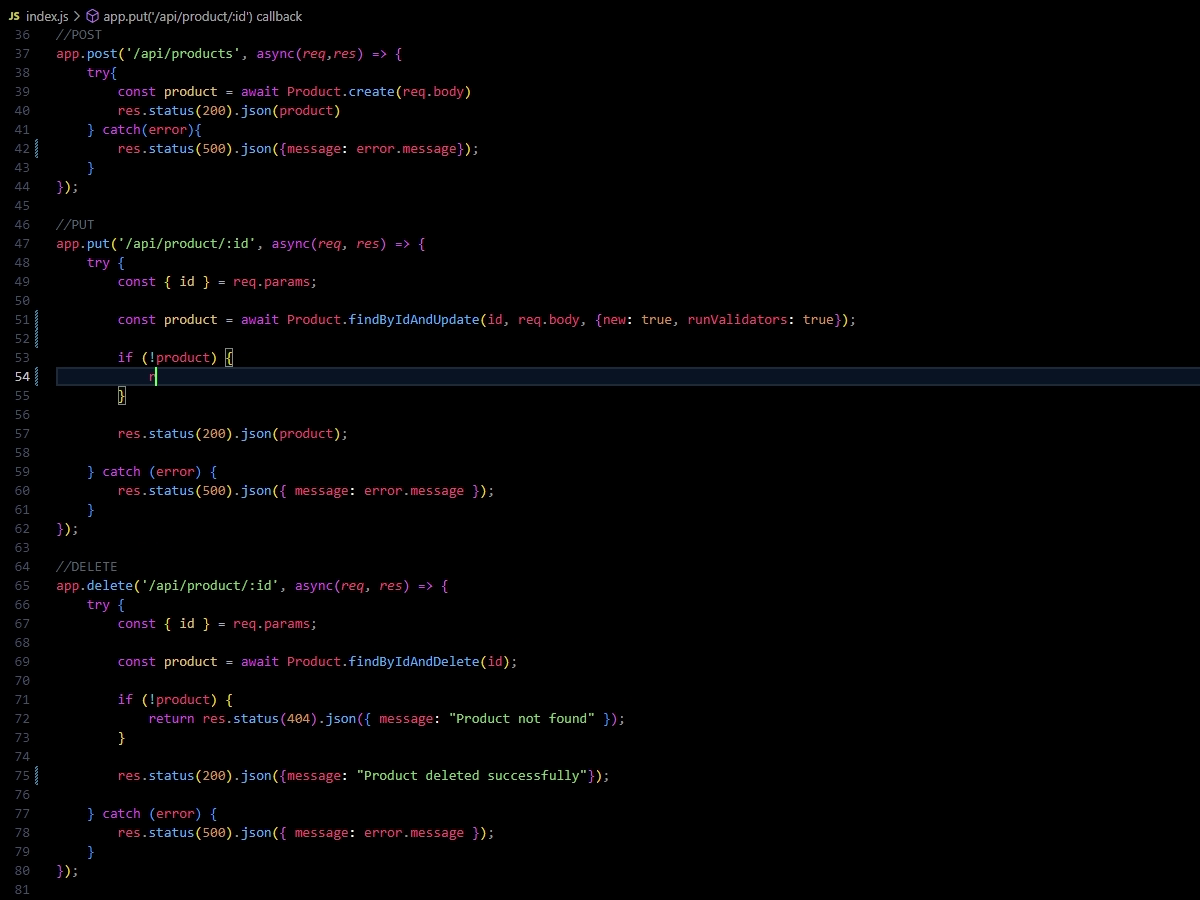 JS index.js > app.put('/api/product/:id') callback
36 //POST
37 app.post('/api/products', async(req,res) => {
38 try{
39 const product = await Product.create(req.body)
40 res.status(200).json(product)
41 } catch(error){
42 res.status(500).json({message: error.message});
43 }
44 });
45
46 //PUT
47 app.put('/api/product/:id', async(req, res) => {
48 try {
49 const { id } = req.params;
50
51 const product = await Product.findByIdAndUpdate(id, req.body, {new: true, runValidators: true});
52
53 if (!product) {
54 r
55 }
56
57 res.status(200).json(product);
58
59 } catch (error) {
60 res.status(500).json({ message: error.message });
61 }
62 });
63
64 //DELETE
65 app.delete('/api/product/:id', async(req, res) => {
66 try {
67 const { id } = req.params;
68
69 const product = await Product.findByIdAndDelete(id);
70
71 if (!product) {
72 return res.status(404).json({ message: "Product not found" });
73 }
74
75 res.status(200).json({message: "Product deleted successfully"});
76
77 } catch (error) {
78 res.status(500).json({ message: error.message });
79 }
80 });
81